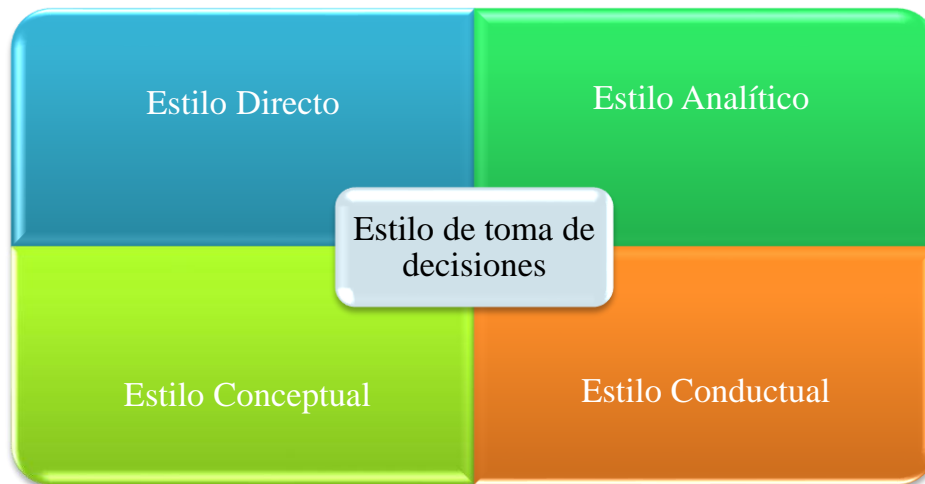 Estilo Directo
Estilo Analítico
Estilo de toma de
decisiones
Estilo Conceptual
Estilo Conductual